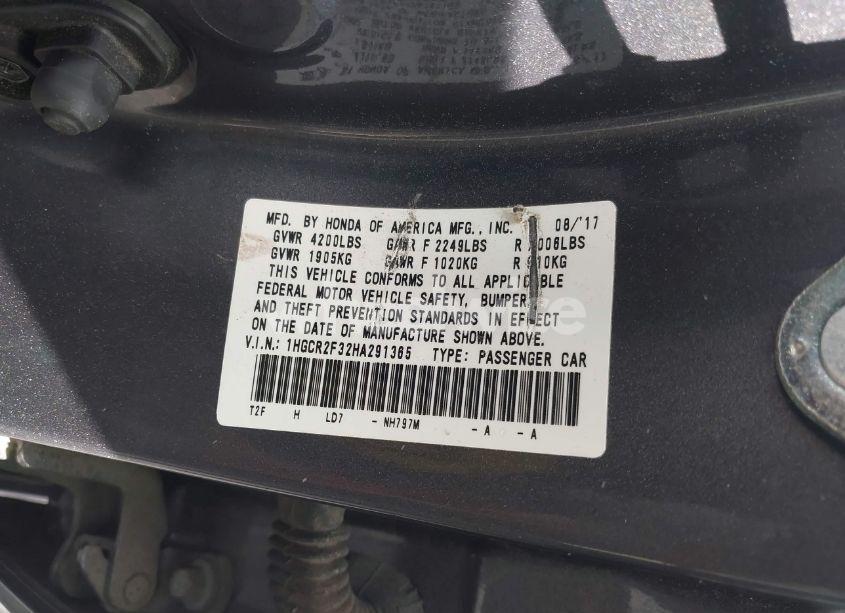 MFD. BY HONDA OF AMERICA MFG., INC. 08/'17
GVWR 4200LBS GAWR F 2249LBS R 006LBS
GVWR 1905KG GAWR F 1020KG R 10KG
THIS VEHICLE CONFORMS TO ALL APPLICABLE
FEDERAL MOTOR VEHICLE SAFETY, BUMPER
AND THEFT PREVENTION STANDARDS IN EFFECT
ON THE DATE OF MANUFACTURE SHOWN ABOVE.
V.I.N.: 1HGCR2F32HA291365 TYPE: PASSENGER CAR
T2F H LD7 - NH797M -A -A